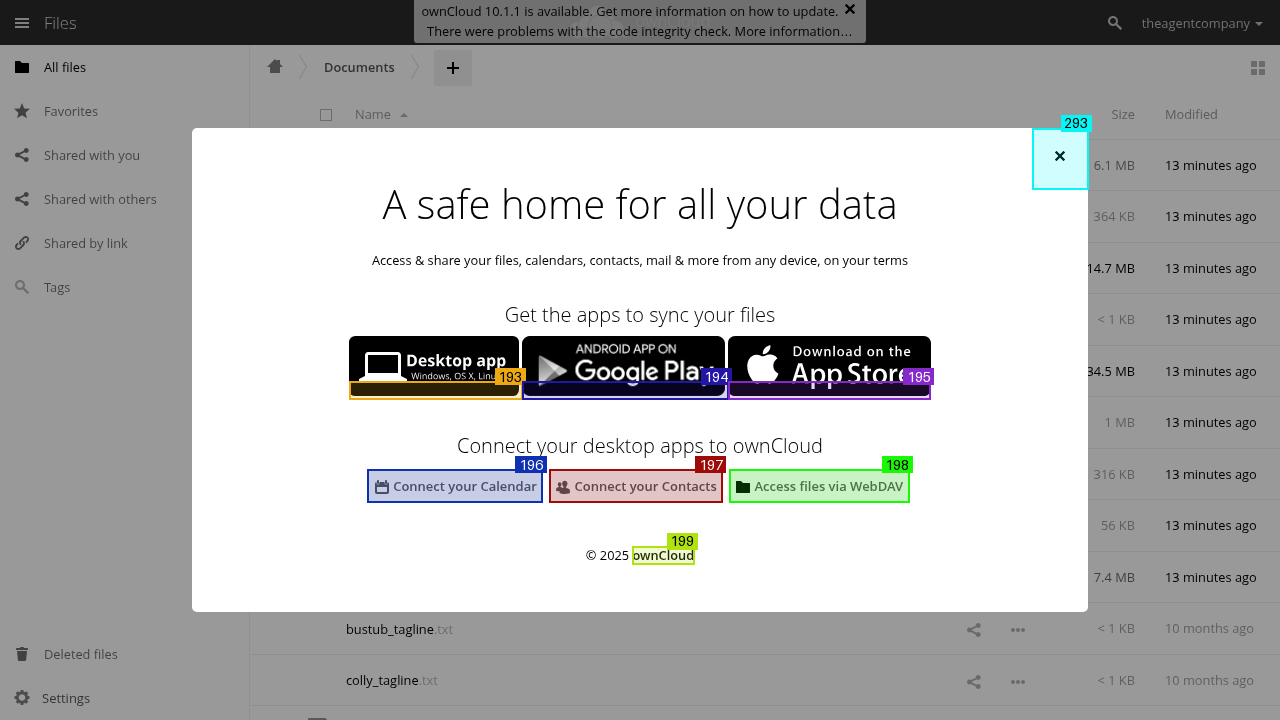 Files
ownCloud 10.1.1 is available. Get more information on how to update.
There were problems with the code integrity check. More information…
theagentcompany
All files
Favorites
Shared with you
Shared with others
Shared by link
Tags
Deleted files
Settings
Documents
Name
Size
Modified
6.1 MB 13 minutes ago
364 KB 13 minutes ago
14.7 MB 13 minutes ago
< 1 KB 13 minutes ago
34.5 MB 13 minutes ago
1 MB 13 minutes ago
316 KB 13 minutes ago
56 KB 13 minutes ago
7.4 MB 13 minutes ago
bustub_tagline.txt < 1 KB 10 months ago
colly_tagline.txt < 1 KB 10 months ago
293
A safe home for all your data
Access & share your files, calendars, contacts, mail & more from any device, on your terms
Get the apps to sync your files
Desktop app
Windows, OS X, Linux
193
ANDROID APP ON
Google Play
194
Download on the
App Store
195
Connect your desktop apps to ownCloud
196
197
198
Connect your Calendar
Connect your Contacts
Access files via WebDAV
199
© 2025 ownCloud